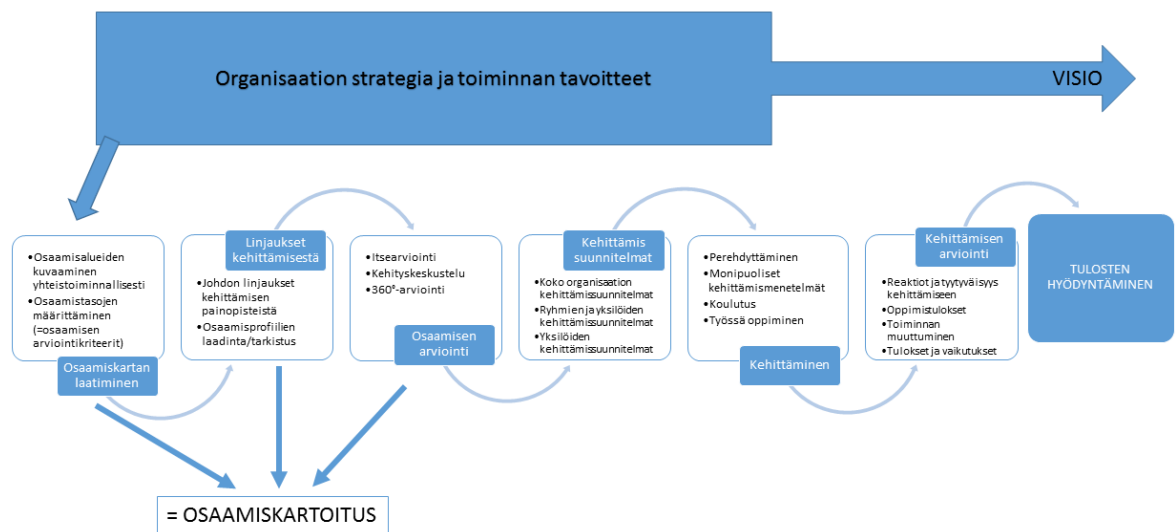 Organisaation strategia ja toiminnan tavoitteet
VISIO
•Osaamisalueiden
kuvaaminen
yhteistoiminnallisesti
•Osaamistasojen
määrittäminen
(=osaamisen
arviointikriteerit)
Osaamiskartan
laatiminen
Linjaukset
kehittämisestä
•Johdon linjaukset
kehittämisen
painopisteistä
•Osaamisprofiilien
laadinta/tarkistus
•Itsearviointi
•Kehityskeskustelu
•360°-arviointi
Osaamisen
arviointi
Kehittämis
suunnitelmat
•Koko organisaation
kehittämissuunnitelmat
•Ryhmien ja yksilöiden
kehittämissuunnitelmat
•Yksilöiden
kehittämissuunnitelmat
•Perehdyttäminen
•Monipuoliset
kehittämismenetelmät
•Koulutus
•Työssä oppiminen
Kehittäminen
Kehittämisen
arviointi
•Reaktiot ja tyytyväisyys
kehittämiseen
•Oppimistulokset
•Toiminnan
muuttuminen
•Tulokset ja vaikutukset
TULOSTEN
HYÖDYNTÄMINEN
= OSAAMISKARTOITUS